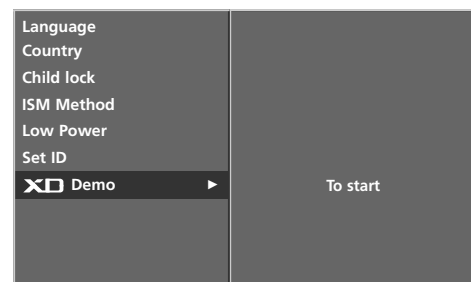 Language
Country
Child lock
ISM Method
Low Power
Set ID
XD Demo ► To start